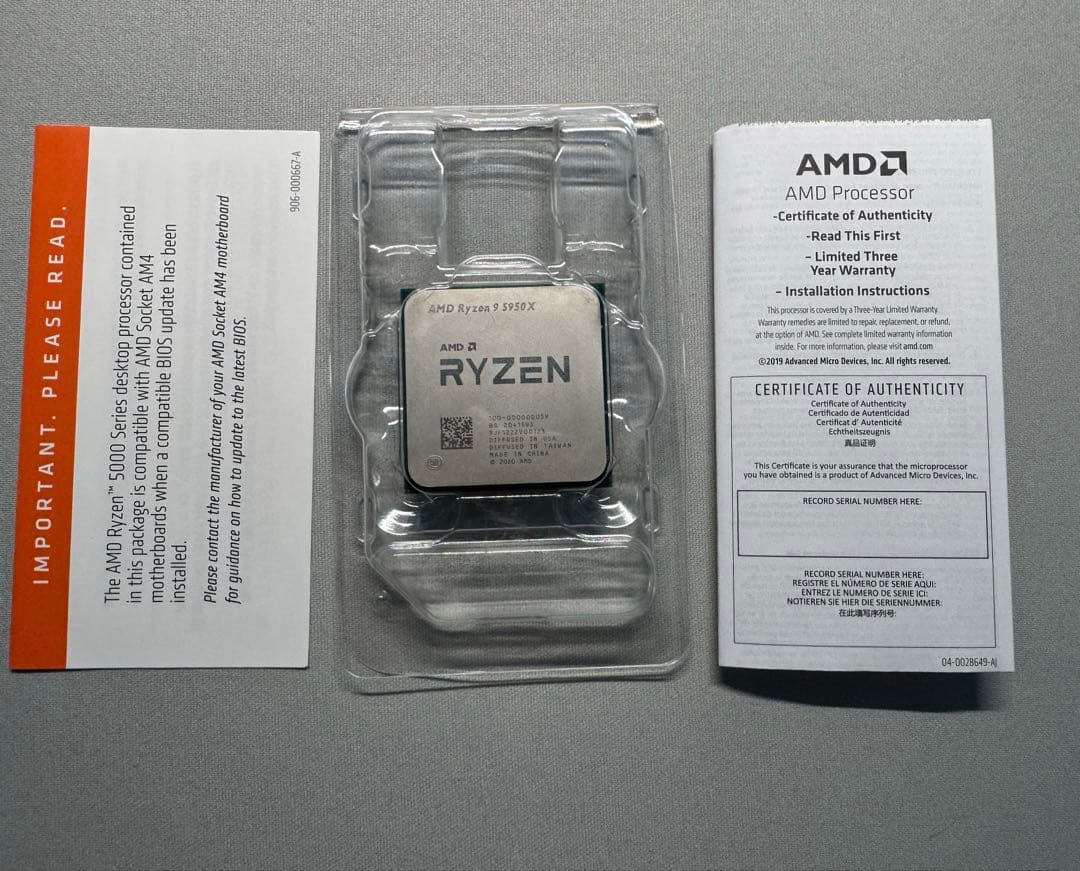 IMPORTANT. PLEASE READ.
The AMD Ryzen™ 5000 Series desktop processor contained
in this package is compatible with AMD Socket AM4
motherboards when a compatible BIOS update has been
installed.
Please contact the manufacturer of your AMD Socket AM4 motherboard
for guidance on how to update to the latest BIOS.
906-000667-A
AMD Ryzen 9 5950X
AMD
RYZEN
DIFFUSED IN USA
DIFFUSED IN TAIWAN
MADE IN CHINA
© 2020 AMD
AMD
AMD Processor
-Certificate of Authenticity
-Read This First
- Limited Three
Year Warranty
- Installation Instructions
This processor is covered by a Three-Year Limited Warranty.
Warranty remedies are limited to repair, replacement, or refund,
at the option of AMD. See complete limited warranty information
inside. For more information, please visit amd.com
©2019 Advanced Micro Devices, Inc. All rights reserved.
CERTIFICATE OF AUTHENTICITY
Certificate of Authenticity
Certificado de Autenticidad
Certificat d' Autenticité
Echtheitszeugnis
真品证明
This Certificate is your assurance that the microprocessor
you have obtained is a product of Advanced Micro Devices, Inc.
RECORD SERIAL NUMBER HERE:
RECORD SERIAL NUMBER HERE:
REGISTRE EL NÚMERO DE SERIE AQUI:
ENTREZ LE NUMERO DE SERIE ICI:
NOTIEREN SIE HIER DIE SERIENNUMMER:
在此填写序列号:
04-0028649-AJ